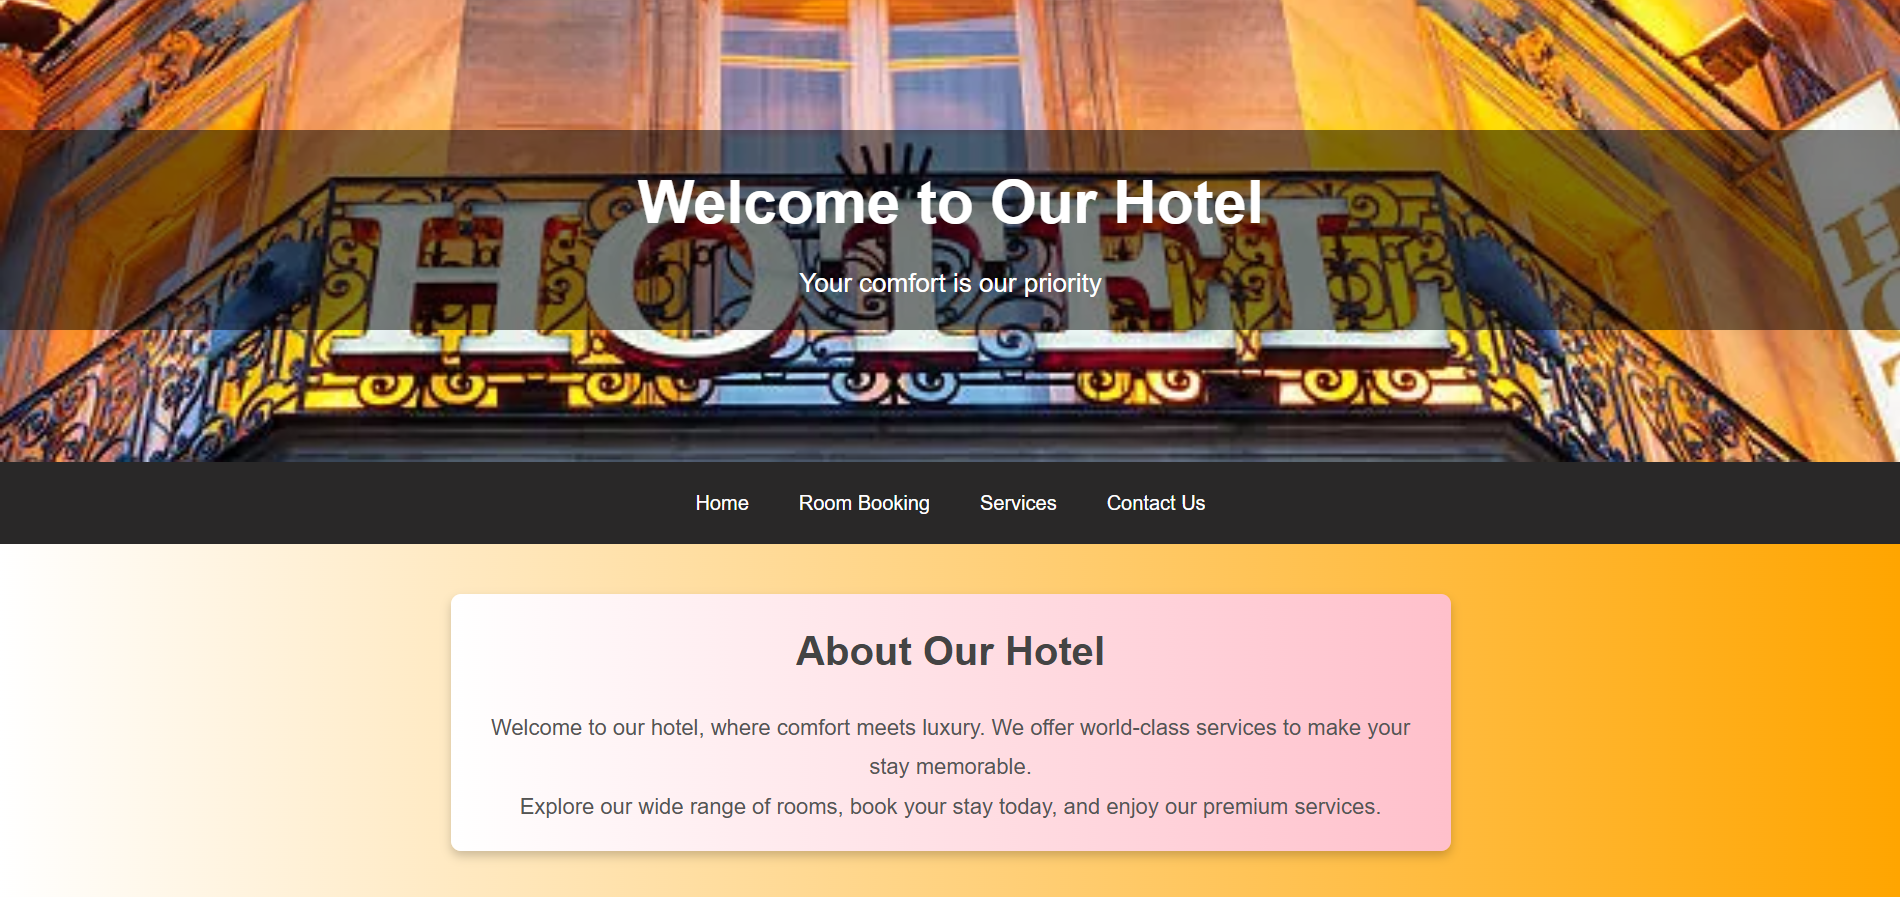 Welcome to Our Hotel
HOTEL
Your comfort is our priority
Home Room Booking Services Contact Us
About Our Hotel
Welcome to our hotel, where comfort meets luxury. We offer world-class services to make your
stay memorable.
Explore our wide range of rooms, book your stay today, and enjoy our premium services.